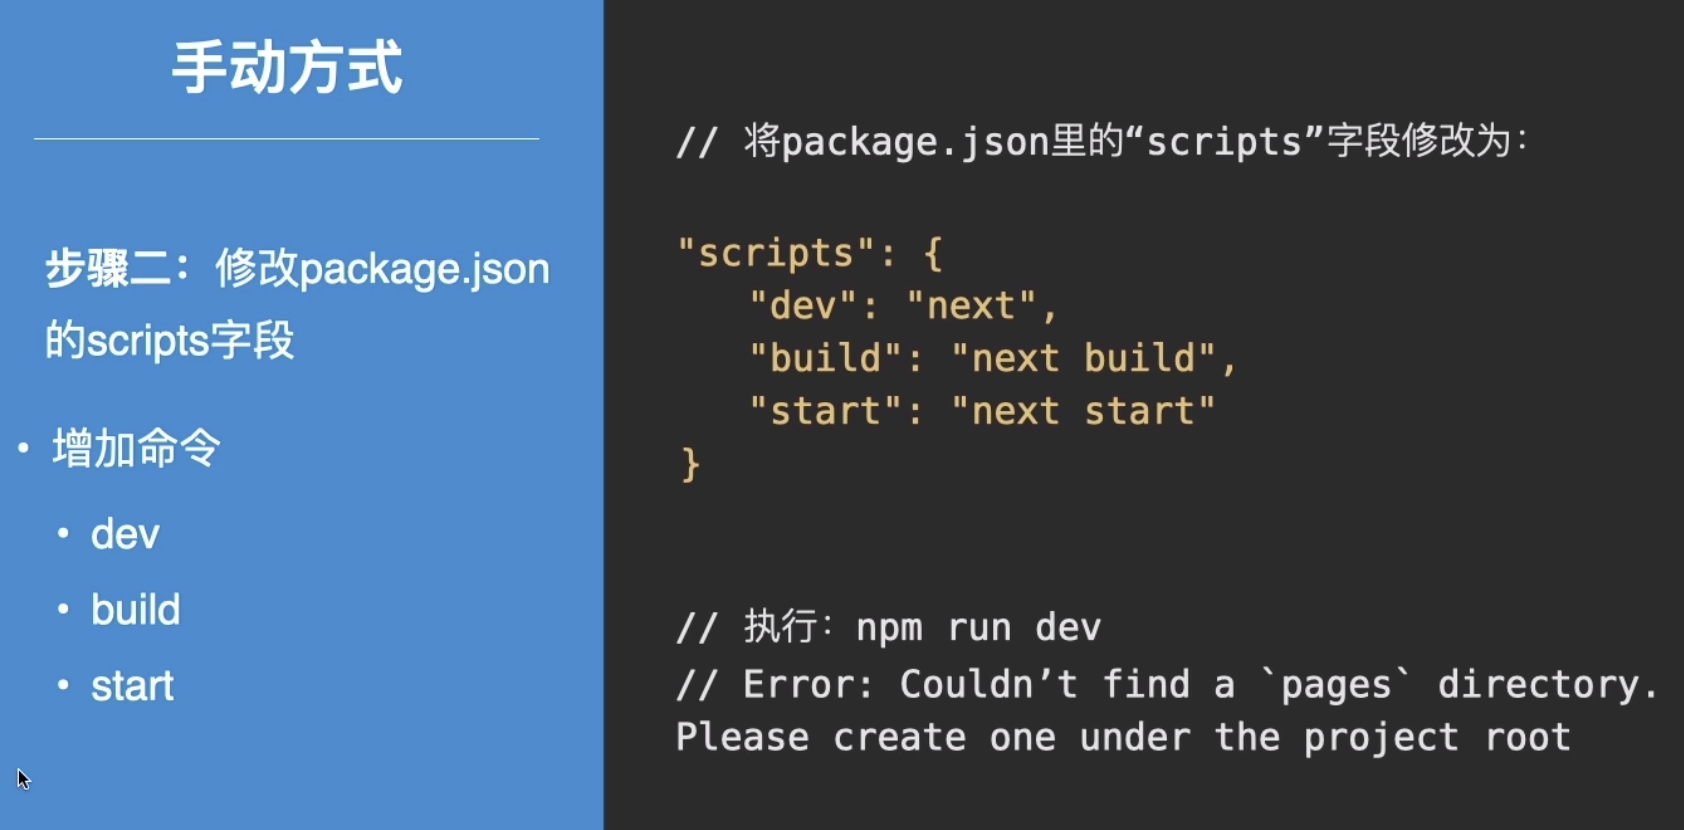 手动方式
步骤二：修改package.json
的scripts字段
• 增加命令
• dev
• build
• start
// 将package.json里的“scripts”字段修改为：
"scripts": {
"dev": "next",
"build": "next build",
"start": "next start"
}
// 执行：npm run dev
// Error: Couldn’t find a `pages` directory.
Please create one under the project root